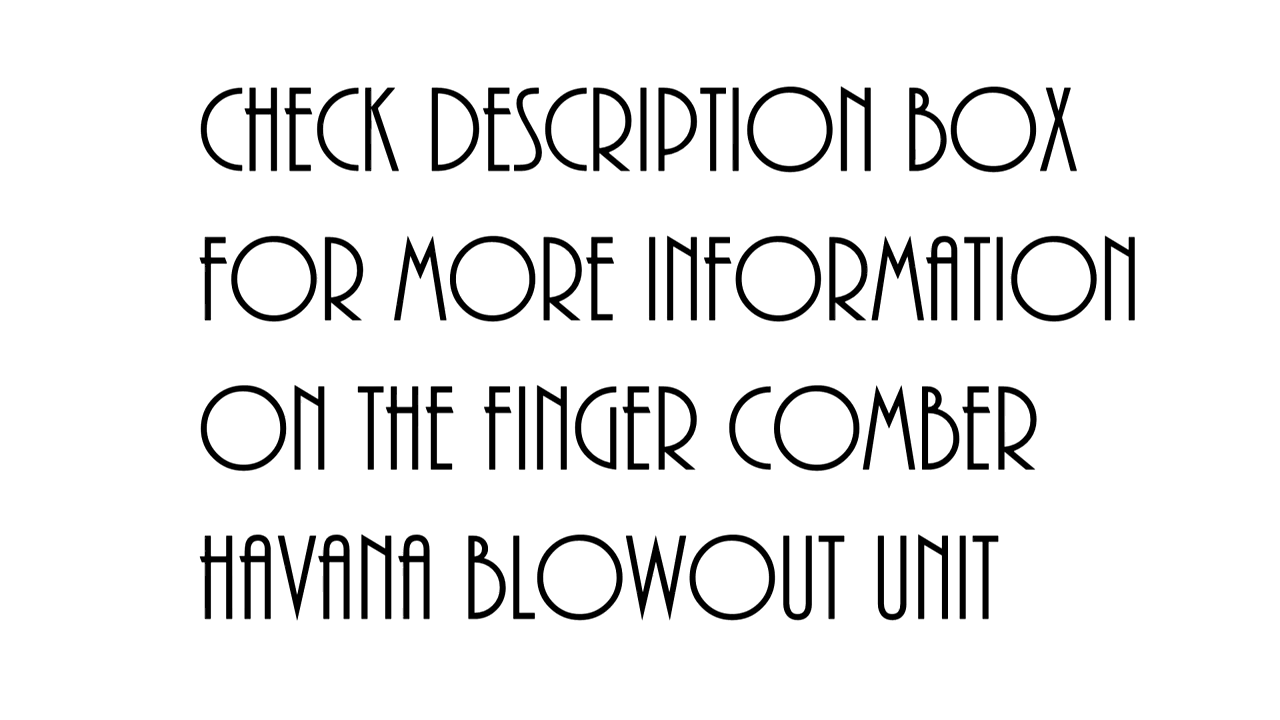 CHECK DESCRIPTION BOX
FOR MORE INFORMATION
ON THE FINGER COMBER
HAVANA BLOWOUT UNIT